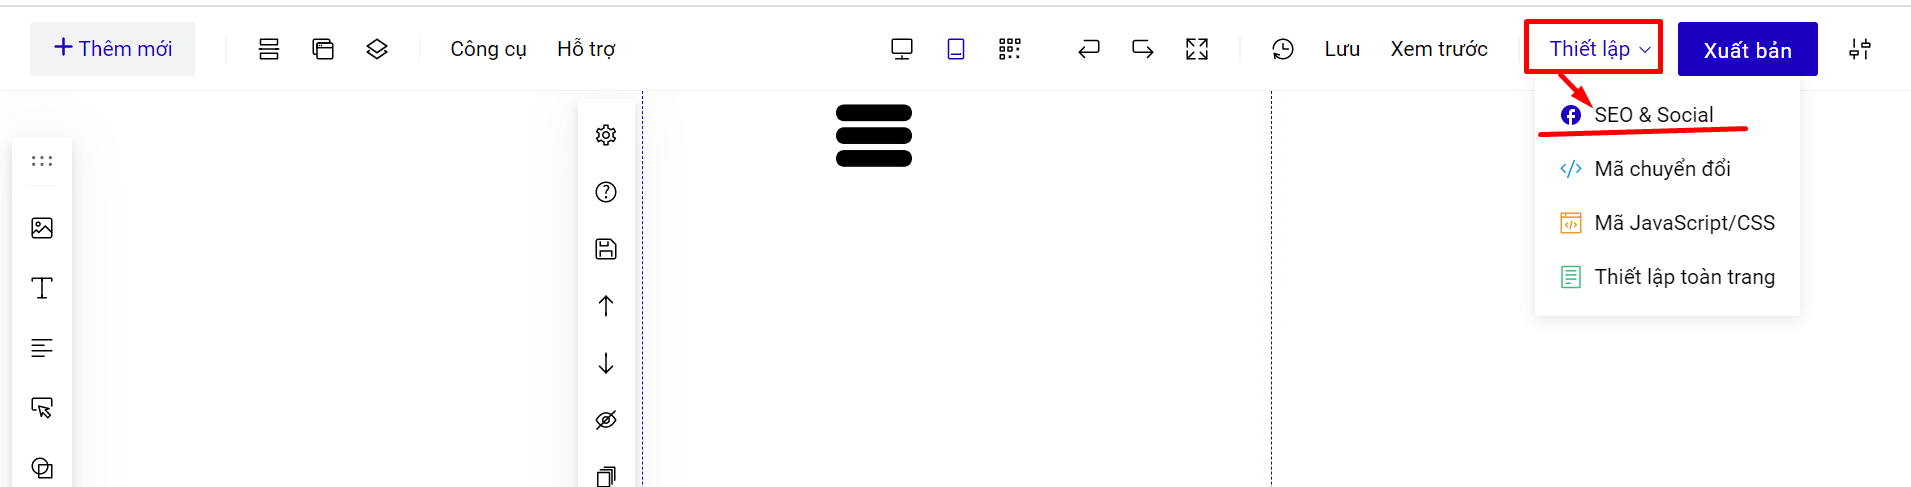 Thêm mới
Công cụ
Hỗ trợ
Lưu
Xem trước
Thiết lập
Xuất bản
SEO & Social
Mã chuyển đổi
Mã JavaScript/CSS
Thiết lập toàn trang